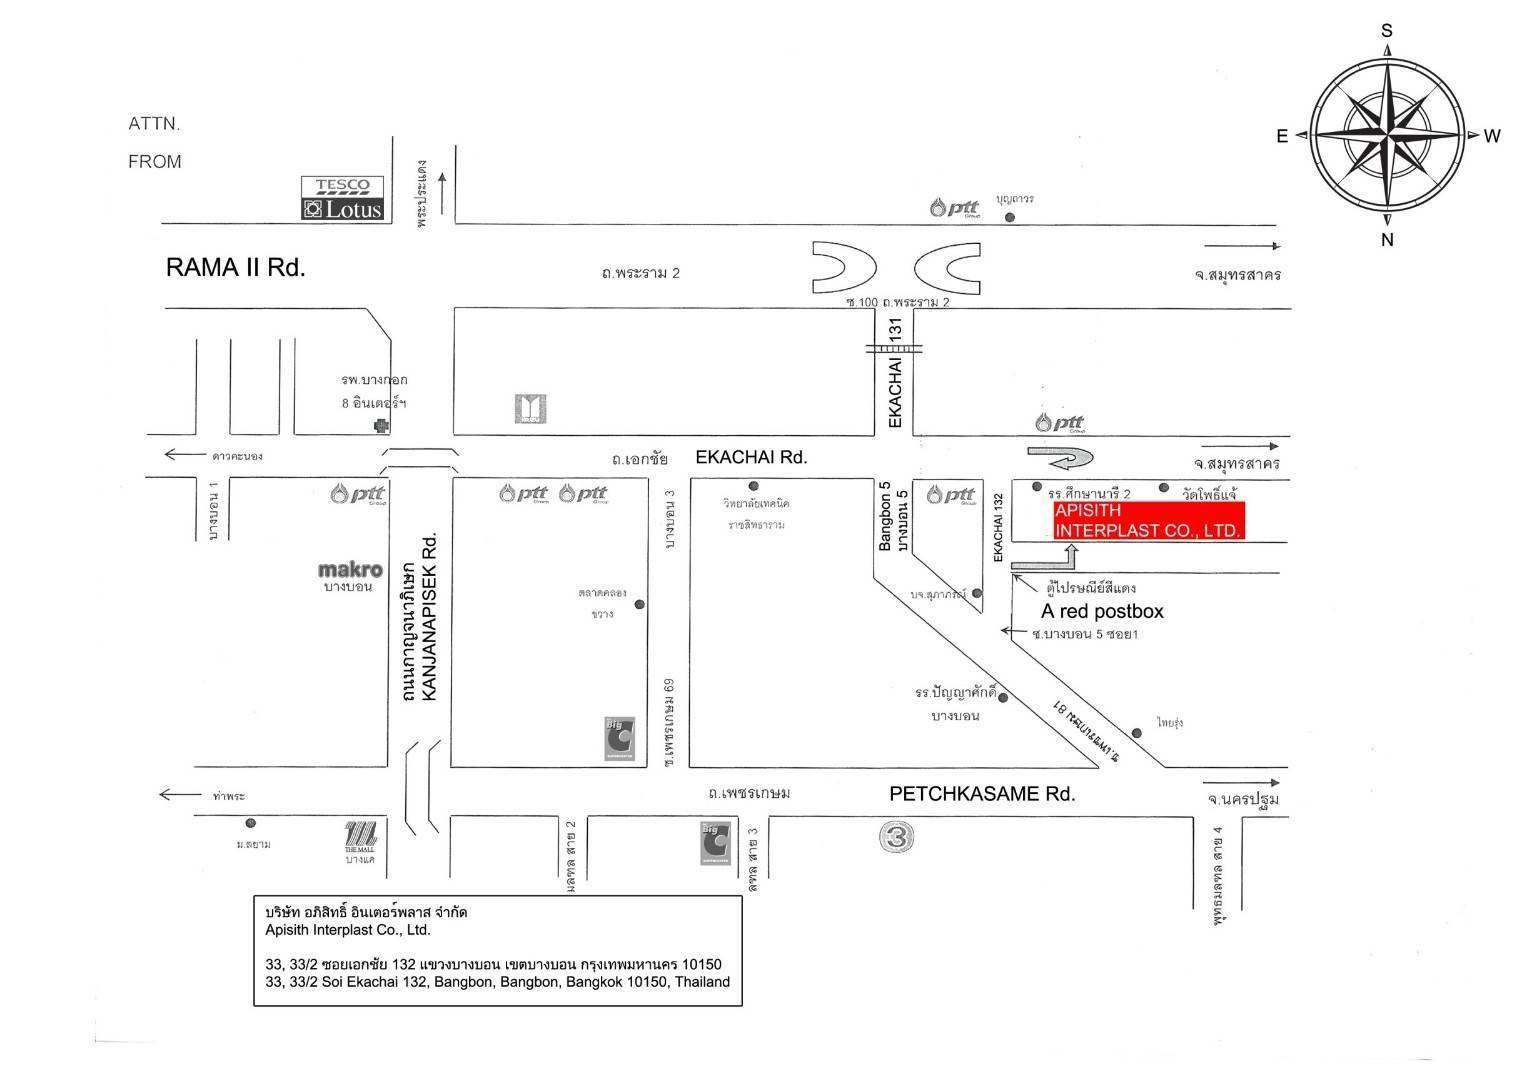 S
E
W
N
ATTN.
FROM
TESCO
Lotus
พระประแดง
ptt
Group
บุญถาวร
RAMA II Rd.
ถ.พระราม 2
จ.สมุทรสาคร
ซ.100 ถ.พระราม 2
EKACHAI 131
รพ.บางกอก
8 อินเตอร์ฯ
ptt
Group
ดาวคะนอง
ถ.เอกชัย
EKACHAI Rd.
จ.สมุทรสาคร
บางบอน 1
ptt
Group
ptt
Group
ptt
Group
บางบอน 3
วิทยาลัยเทคนิค
ราชสิทธาราม
Bangbon 5
บางบอน 5
ptt
Group
EKACHAI 132
รร.ศึกษานารี 2
วัดโพธิ์แจ้
APISITH
INTERPLAST CO., LTD.
makro
บางบอน
ถนนกาญจนาภิเษก
KANJANAPISEK Rd.
ตลาดคลอง
ขวาง
บจ.สุภาภรณ์
ตู้ไปรษณีย์สีแดง
A red postbox
ซ.บางบอน 5 ซอย1
ซ.เพชรเกษม 69
Big
C
รร.ปัญญาศักดิ์
บางบอน
ซ.เพชรเกษม 81
ไทยรุ่ง
ท่าพระ
ถ.เพชรเกษม
PETCHKASAME Rd.
จ.นครปฐม
ม.สยาม
THE MALL
บางแค
มลฑล สาย 2
Big
C
ลฑล สาย 3
3
พุทธมลฑล สาย 4
บริษัท อภิสิทธิ์ อินเตอร์พลาส จำกัด
Apisith Interplast Co., Ltd.
33, 33/2 ซอยเอกชัย 132 แขวงบางบอน เขตบางบอน กรุงเทพมหานคร 10150
33, 33/2 Soi Ekachai 132, Bangbon, Bangbon, Bangkok 10150, Thailand